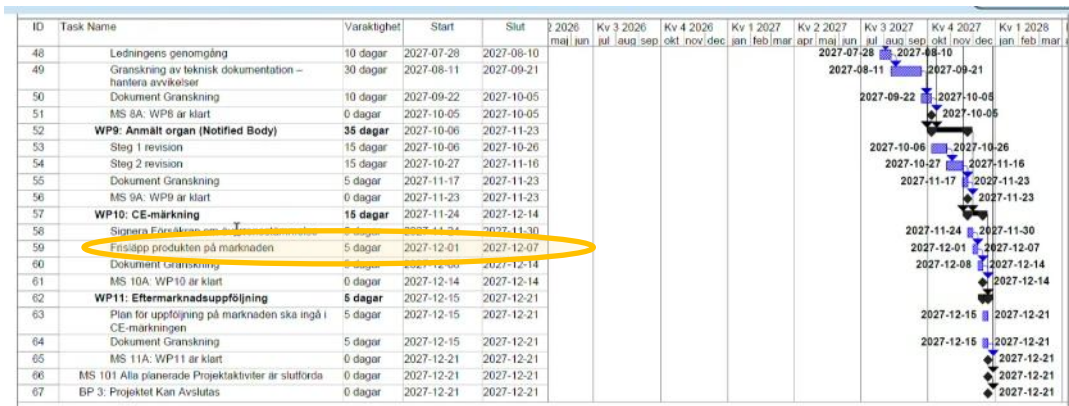 ID Task Name Varaktighet Start Slut 2 2026 Kv 3 2026 Kv 4 2026 Kv 1 2027 Kv 2 2027 Kv 3 2027 Kv 4 2027 Kv 1 2028
maj jun jul aug sep okt nov dec jan feb mar apr maj jun jul aug sep okt nov dec jan feb mar
48 Ledningens genomgång 10 dagar 2027-07-28 2027-08-10 2027-07-28 2027-08-10
49 Granskning av teknisk dokumentation – 30 dagar 2027-08-11 2027-09-21 2027-08-11 2027-09-21
hantera avvikelser
50 Dokument Granskning 10 dagar 2027-09-22 2027-10-05 2027-09-22 2027-10-05
51 MS 8A: WP8 är klart 0 dagar 2027-10-05 2027-10-05 2027-10-05
52 WP9: Anmält organ (Notified Body) 35 dagar 2027-10-06 2027-11-23
53 Steg 1 revision 15 dagar 2027-10-06 2027-10-26 2027-10-06 2027-10-26
54 Steg 2 revision 15 dagar 2027-10-27 2027-11-16 2027-10-27 2027-11-16
55 Dokument Granskning 5 dagar 2027-11-17 2027-11-23 2027-11-17 2027-11-23
56 MS 9A: WP9 är klart 0 dagar 2027-11-23 2027-11-23 2027-11-23
57 WP10: CE-märkning 15 dagar 2027-11-24 2027-12-14
58 Signera Försäkran om dagar 2027-11-24 2027-11-30 2027-11-24 2027-11-30
59 Frisläpp produkten på marknaden 5 dagar 2027-12-01 2027-12-07 2027-12-01 2027-12-07
60 Dokument Granskning dagar 2027-12-08 2027-12-14 2027-12-08 2027-12-14
61 MS 10A: WP10 är klart 0 dagar 2027-12-14 2027-12-14 2027-12-14
62 WP11: Eftermarknadsuppföljning 5 dagar 2027-12-15 2027-12-21
63 Plan för uppföljning på marknaden ska ingå i 5 dagar 2027-12-15 2027-12-21 2027-12-15 2027-12-21
CE-märkningen
64 Dokument Granskning 5 dagar 2027-12-15 2027-12-21 2027-12-15 2027-12-21
65 MS 11A: WP11 är klart 0 dagar 2027-12-21 2027-12-21 2027-12-21
66 MS 101 Alla planerade Projektaktiviter är slutförda 0 dagar 2027-12-21 2027-12-21 2027-12-21
67 BP 3: Projektet Kan Avslutas 0 dagar 2027-12-21 2027-12-21 2027-12-21